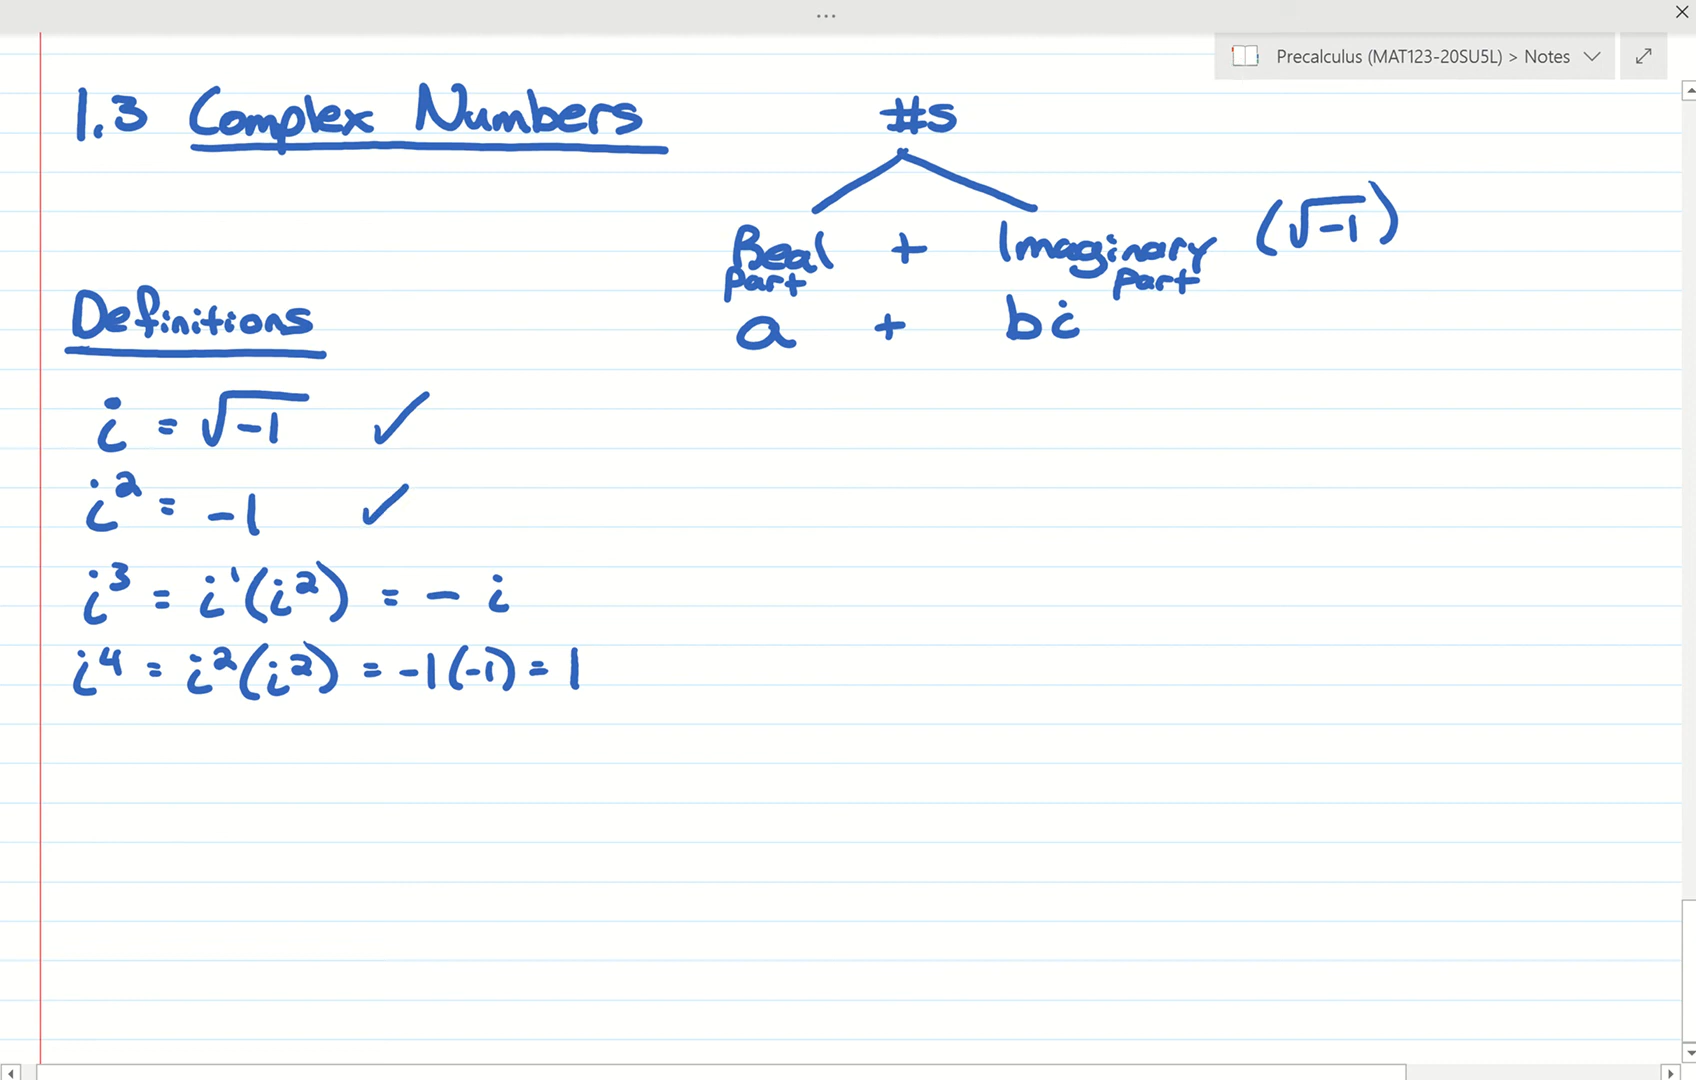 Precalculus (MAT123-20SU5L) > Notes
1.3 Complex Numbers
#s
Real part + Imaginary part (√-1)
a + bi
Definitions
i = √-1 ✓
i² = -1 ✓
i³ = i¹(i²) = - i
i⁴ = i²(i²) = -1(-1) = 1